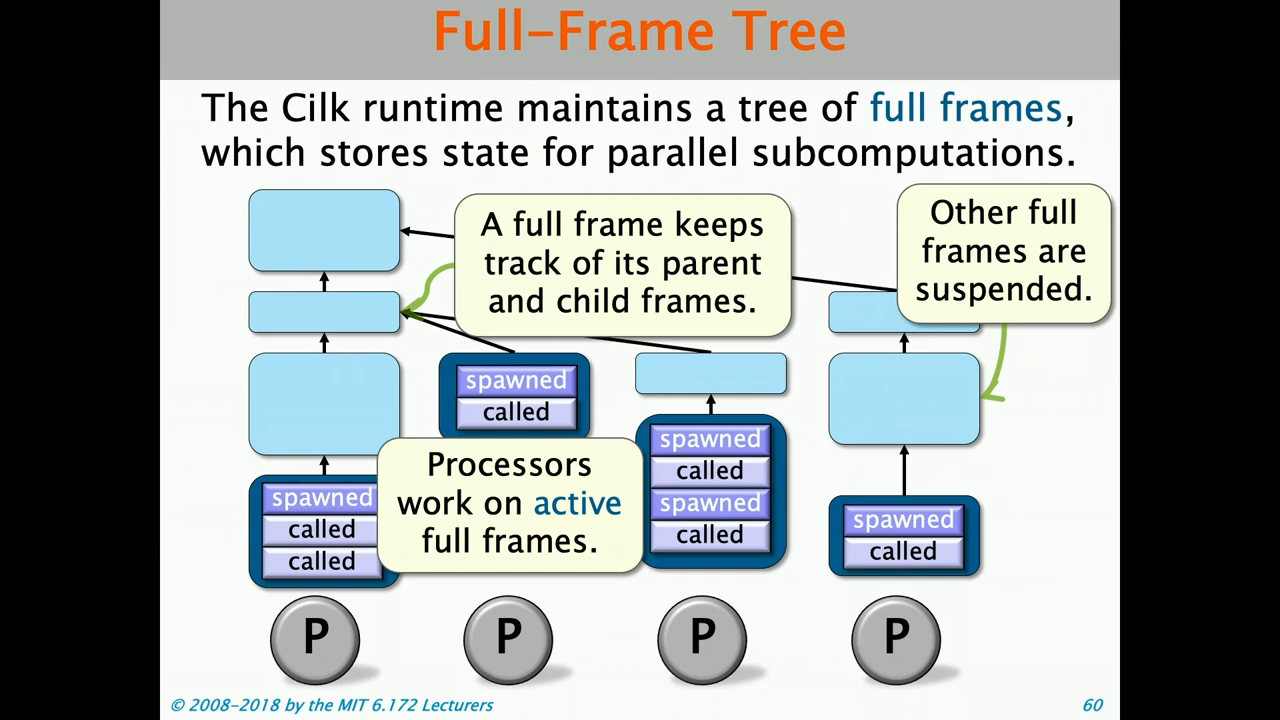 Full-Frame Tree
The Cilk runtime maintains a tree of full frames,
which stores state for parallel subcomputations.
A full frame keeps
track of its parent
and child frames.
Other full
frames are
suspended.
spawned
called
spawned
called
spawned
called
spawned
called
called
Processors
work on active
full frames.
spawned
called
P
P
P
P
© 2008-2018 by the MIT 6.172 Lecturers
60